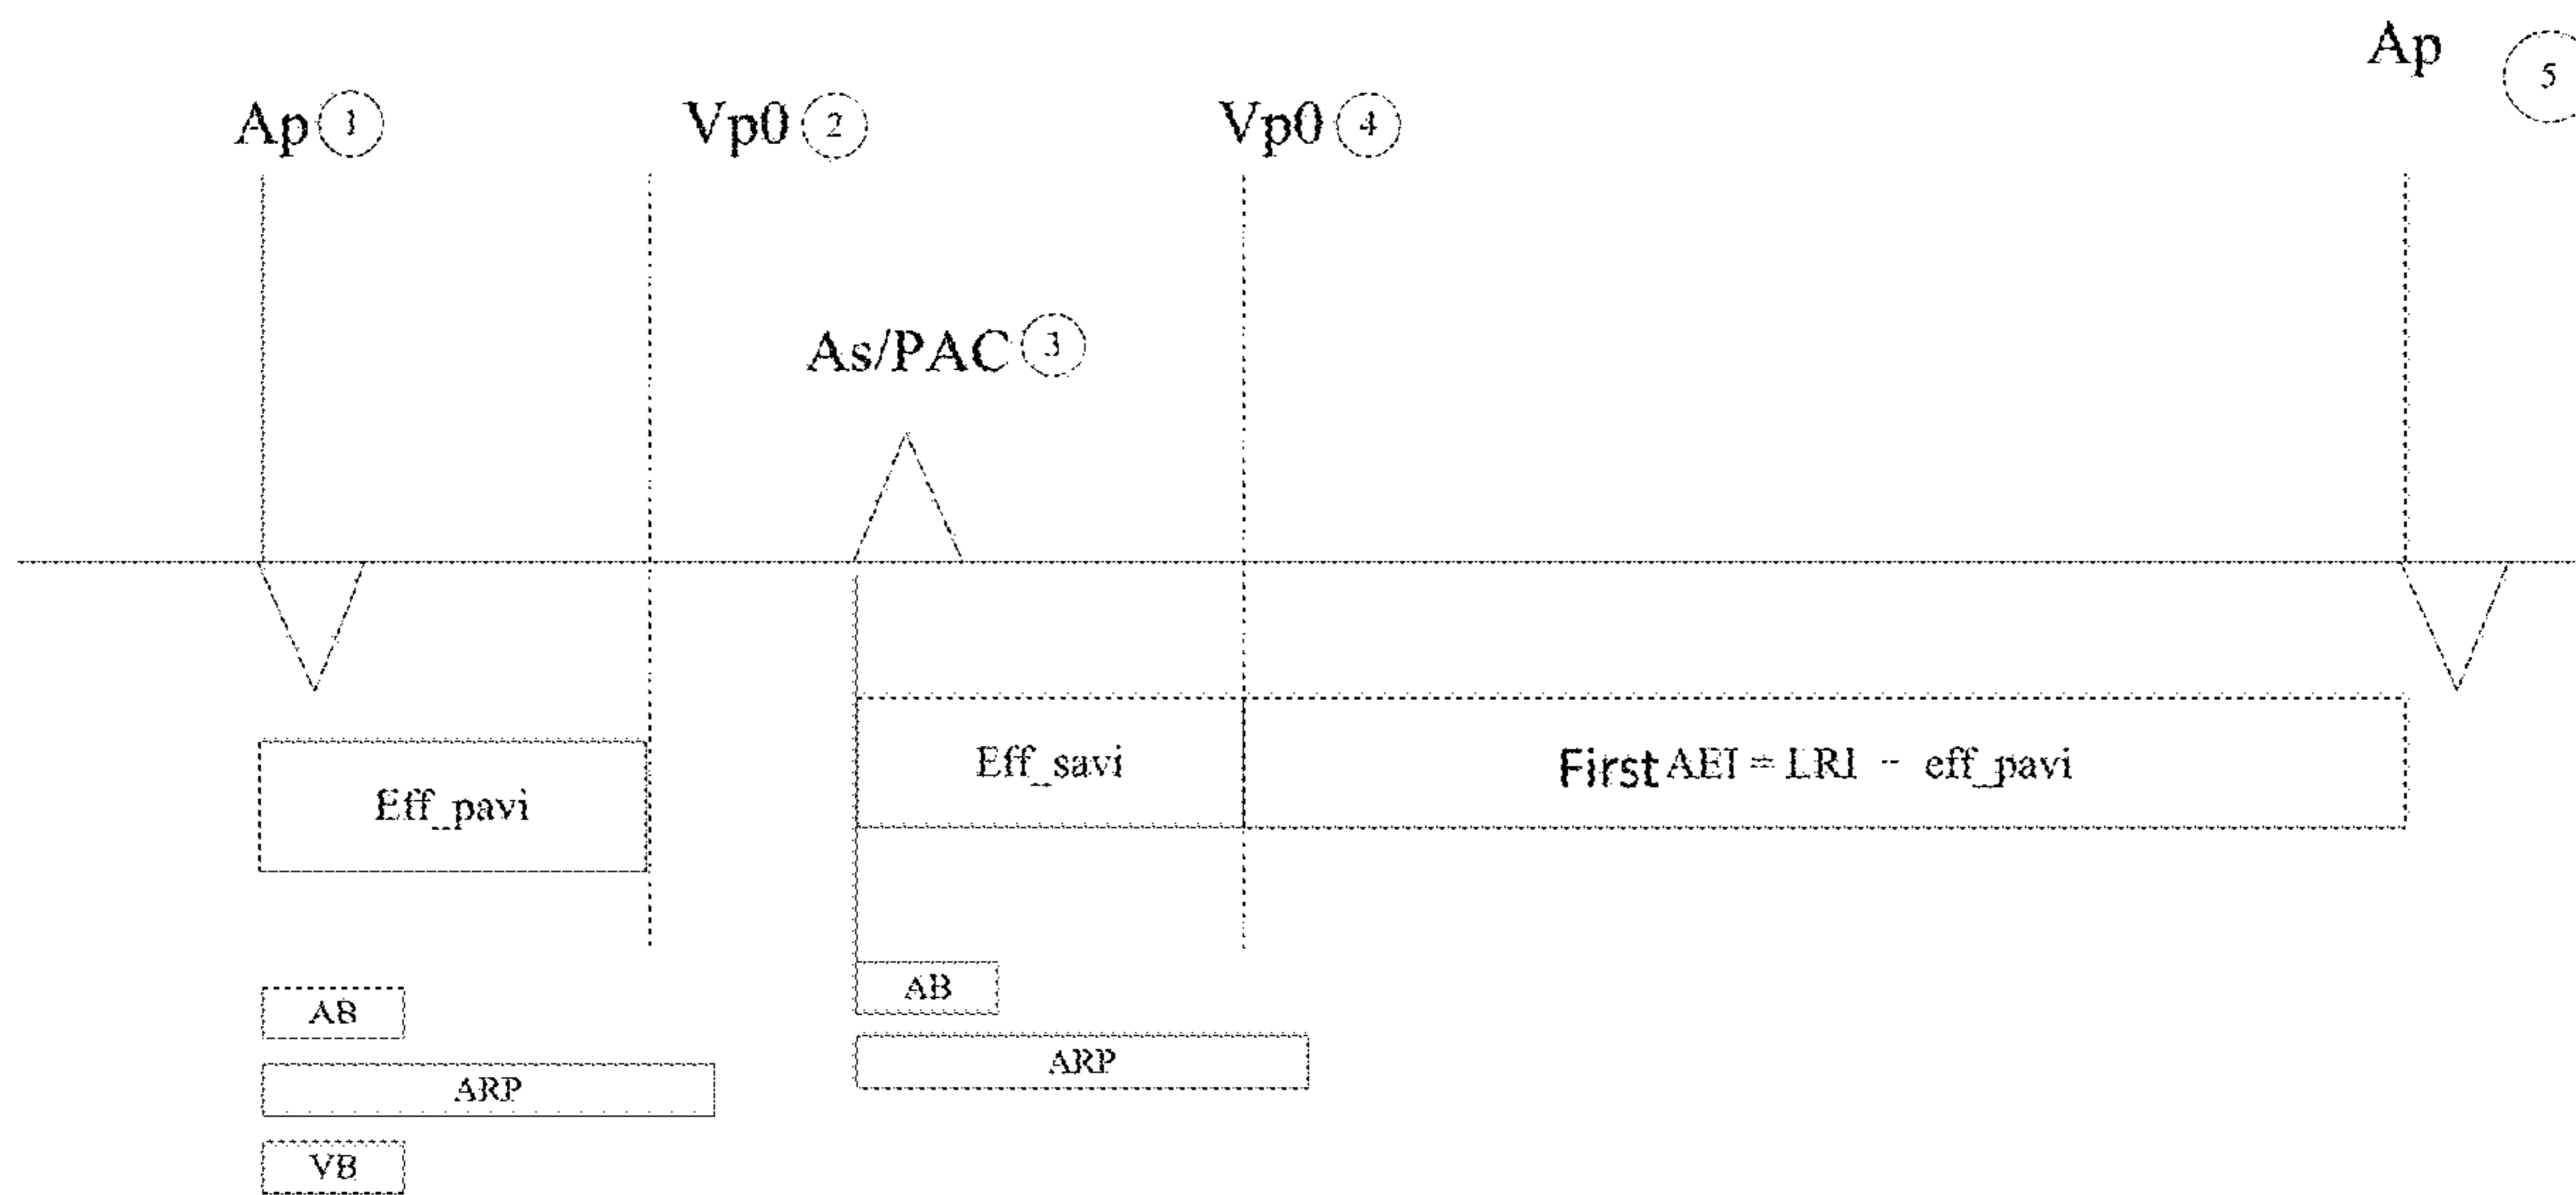 Ap 5
Ap 1
Vp0 2
Vp0 4
As/PAC 3
Eff_savi
First AEI = LRI - eff_pavi
Eff_pavi
AB
AB
ARP
ARP
VB